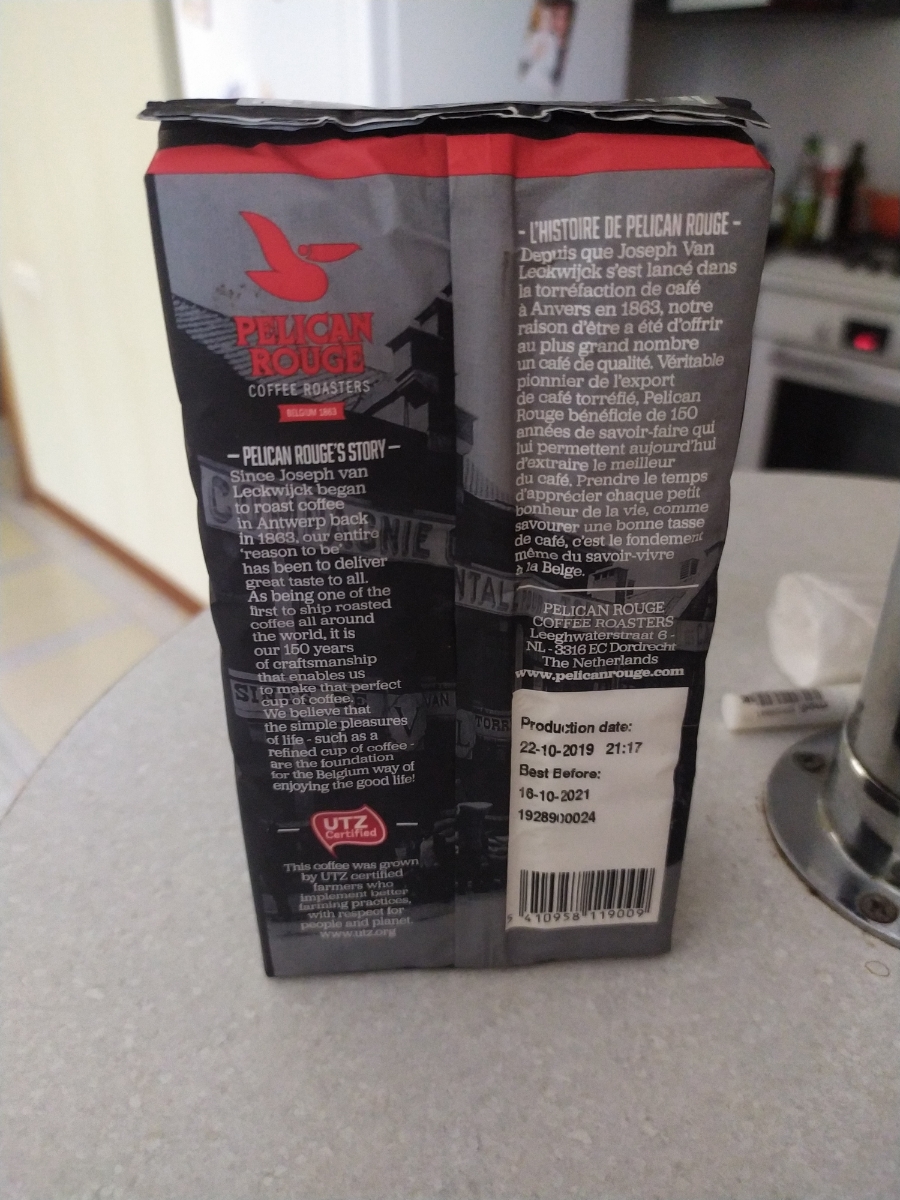 PELICAN
ROUGE
COFFEE ROASTERS
BELGIUM 1863
– PELICAN ROUGE'S STORY –
Since Joseph van
Leckwijck began
to roast coffee
in Antwerp back
in 1863, our entire
'reason to be'
has been to deliver
great taste to all.
As being one of the
first to ship roasted
coffee all around
the world, it is
our 150 years
of craftsmanship
that enables us
to make that perfect
cup of coffee.
We believe that
the simple pleasures
of life - such as a
refined cup of coffee -
are the foundation
for the Belgium way of
enjoying the good life!
UTZ
Certified
This coffee was grown
by UTZ certified
farmers who
implement better
farming practices,
with respect for
people and planet.
www.utz.org
- L'HISTOIRE DE PELICAN ROUGE -
Depuis que Joseph Van
Leckwijck s'est lancé dans
la torréfaction de café
à Anvers en 1863, notre
raison d'être a été d'offrir
au plus grand nombre
un café de qualité. Véritable
pionnier de l'export
de café torréfié, Pelican
Rouge bénéficie de 150
années de savoir-faire qui
lui permettent aujourd'hui
d'extraire le meilleur
du café. Prendre le temps
d'apprécier chaque petit
bonheur de la vie, comme
savourer une bonne tasse
de café, c'est le fondement
même du savoir-vivre
à la Belge.
PELICAN ROUGE
COFFEE ROASTERS
Leeghwaterstraat 6 -
NL - 3316 EC Dordrecht
The Netherlands
www.pelicanrouge.com
Production date:
22-10-2019 21:17
Best Before:
16-10-2021
1928900024
5 410958 119009